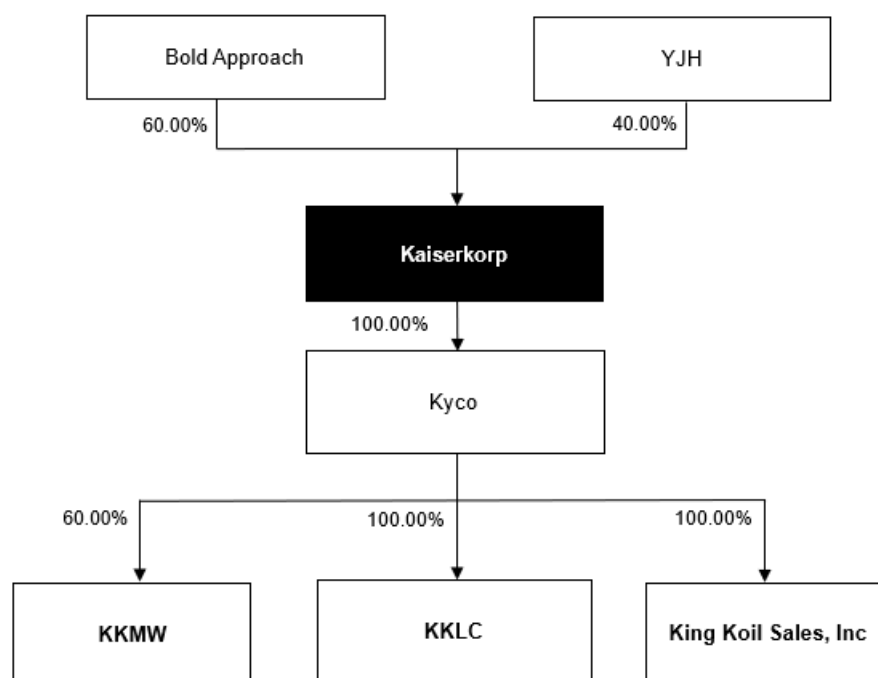 Bold Approach
YJH
60.00%
40.00%
Kaiserkorp
100.00%
Kyco
60.00%
100.00%
100.00%
KKMW
KKLC
King Koil Sales, Inc